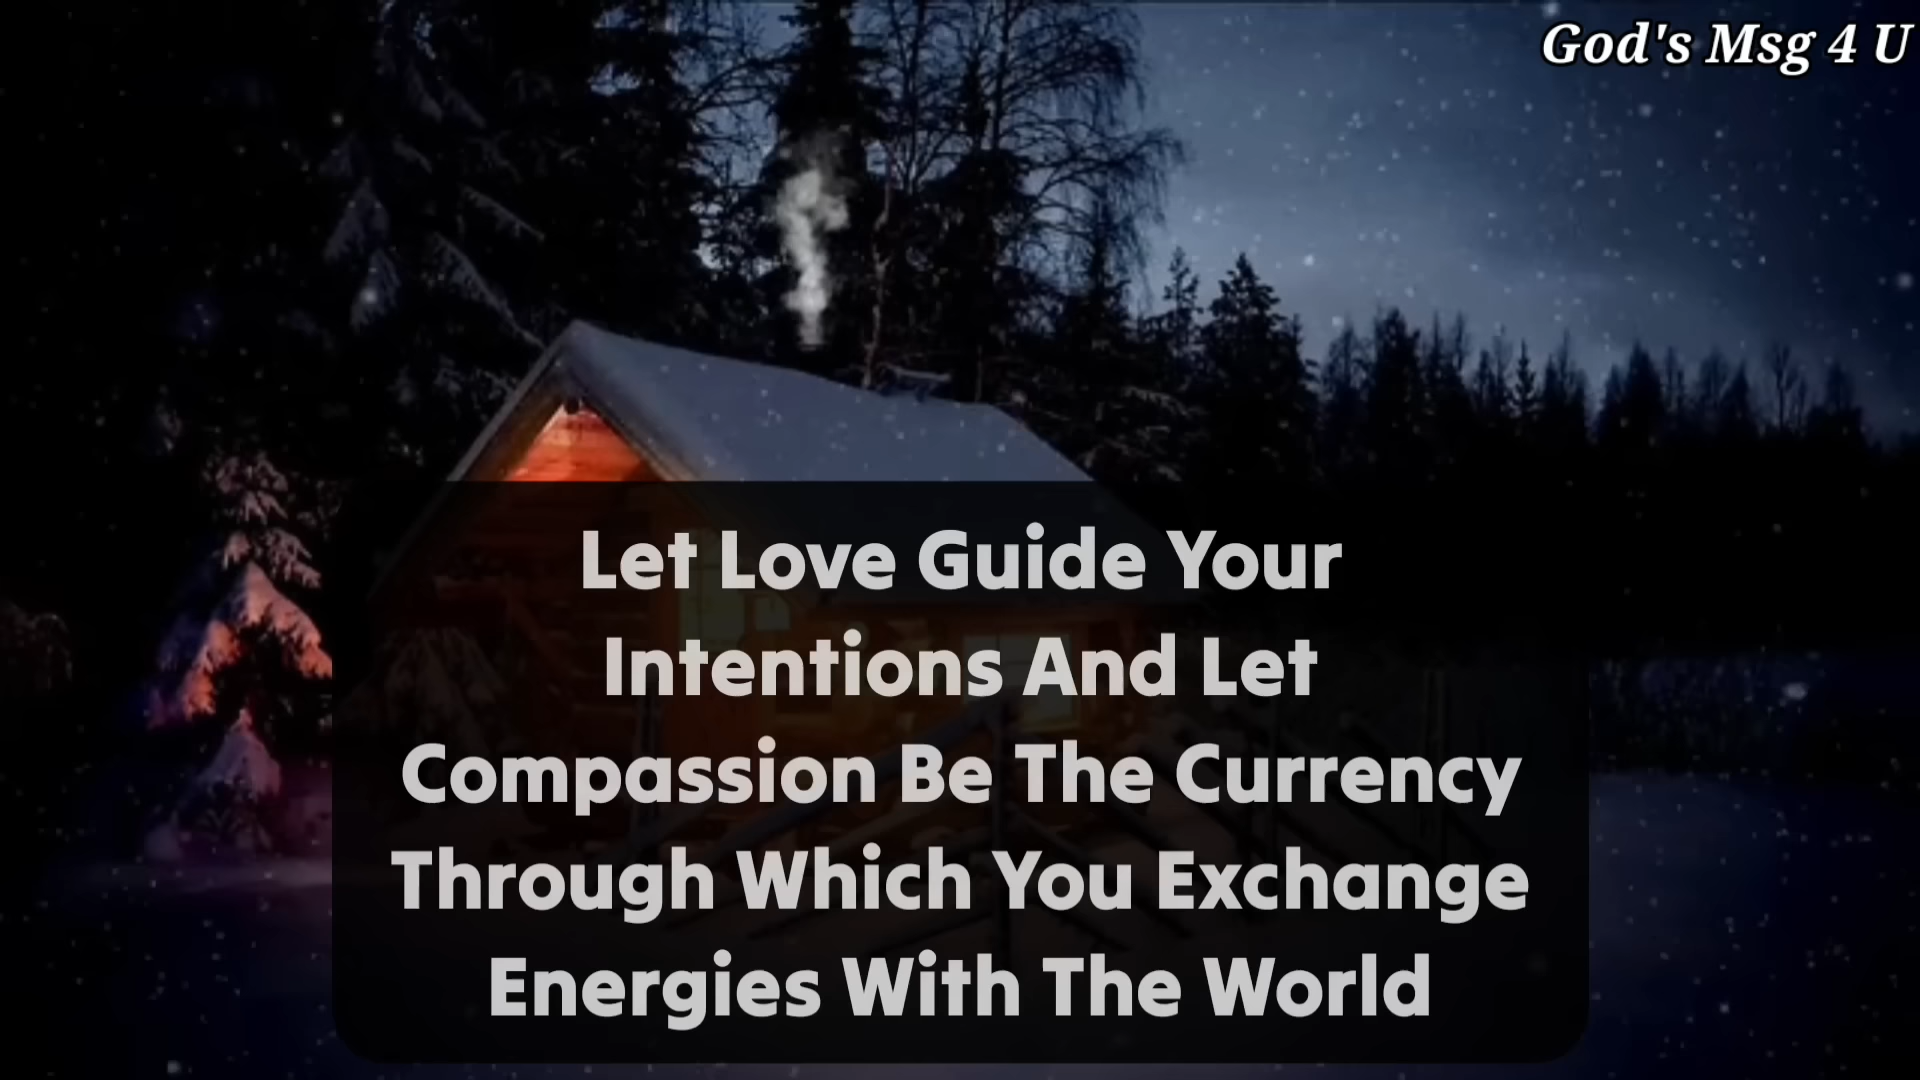 God's Msg 4 U
Let Love Guide Your
Intentions And Let
Compassion Be The Currency
Through Which You Exchange
Energies With The World